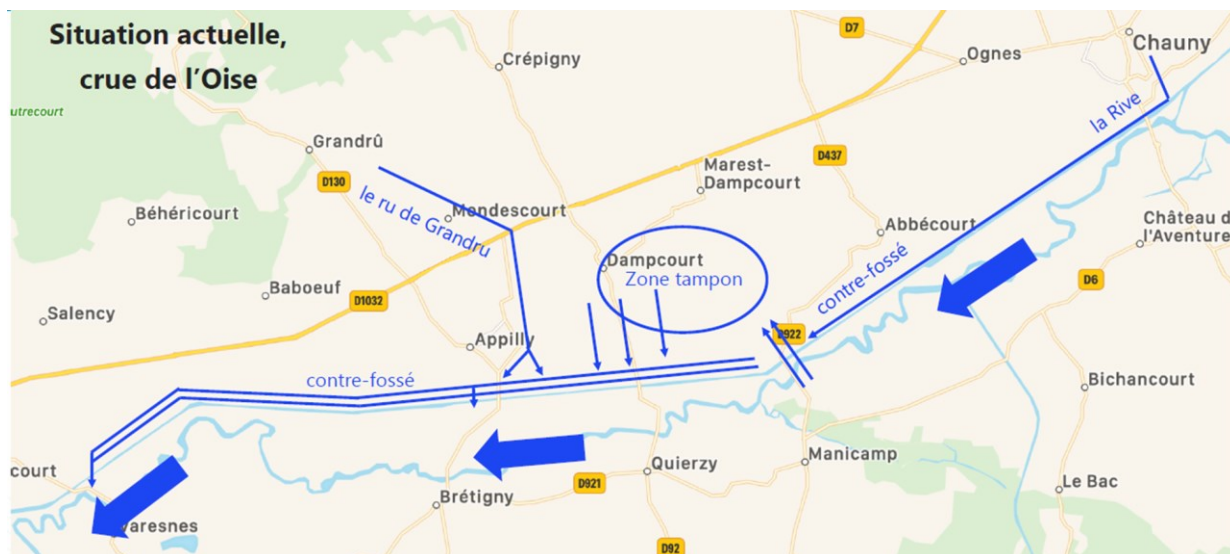 Situation actuelle,
crue de l'Oise
utrecourt
Crépigny
D7
Ognes
Chauny
la Rive
Grandrû
D130
le ru de Grandru
Mondescourt
Marest-
Dampcourt
D437
Béhéricourt
Abbécourt
Château d
l'Aventure
Dampcourt
Zone tampon
contre-fossé
D6
Baboeuf
D1032
Salency
Appilly
D922
contre-fossé
Bichancourt
court
Quierzy
Manicamp
Le Bac
D921
Brétigny
varesnes
D92